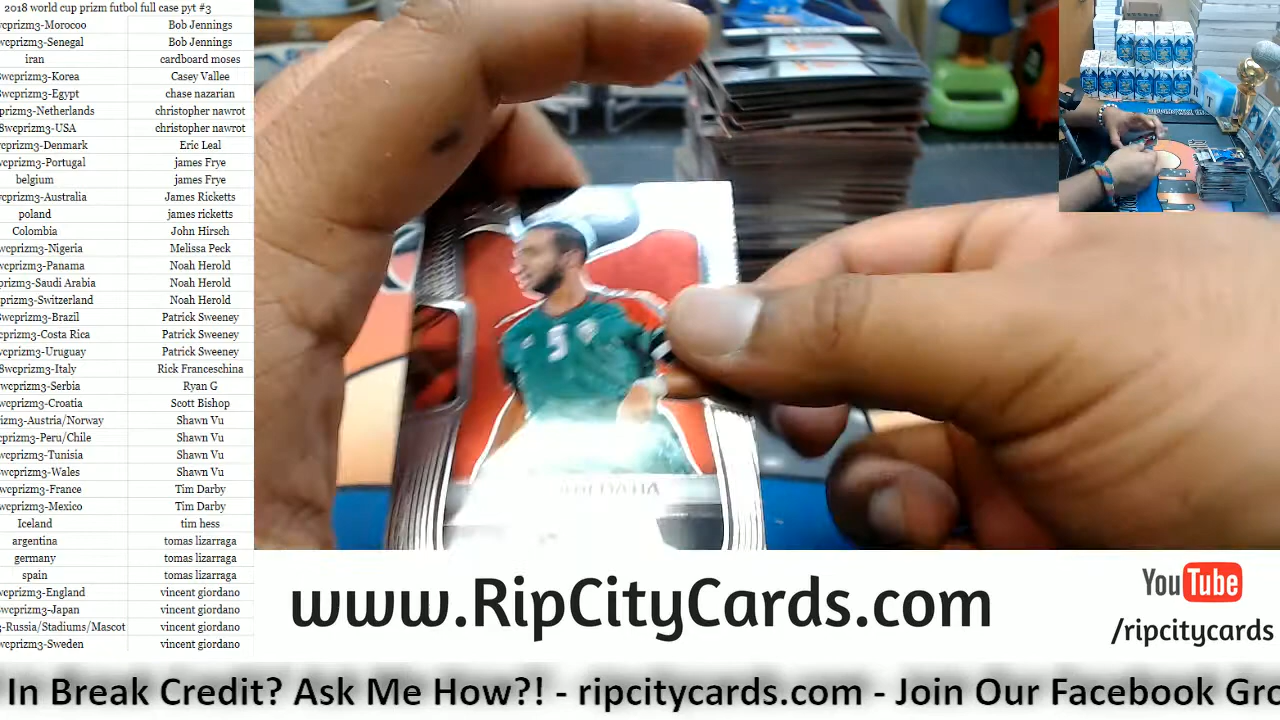 2018 world cup prizm futbol full case pyt #3
wcprizm3-Morocoo Bob Jennings
wcprizm3-Senegal Bob Jennings
iran cardboard moses
wcprizm3-Korea Casey Vallee
wcprizm3-Egypt chase nazarian
prizm3-Netherlands christopher nawrot
8wcprizm3-USA christopher nawrot
wcprizm3-Denmark Eric Leal
wcprizm3-Portugal james Frye
belgium james Frye
wcprizm3-Australia James Ricketts
poland james ricketts
Colombia John Hirsch
wcprizm3-Nigeria Melissa Peck
wcprizm3-Panama Noah Herold
prizm3-Saudi Arabia Noah Herold
prizm3-Switzerland Noah Herold
wcprizm3-Brazil Patrick Sweeney
cprizm3-Costa Rica Patrick Sweeney
wcprizm3-Uruguay Patrick Sweeney
8wcprizm3-Italy Rick Franceschina
wcprizm3-Serbia Ryan G
wcprizm3-Croatia Scott Bishop
izm3-Austria/Norway Shawn Vu
cprizm3-Peru/Chile Shawn Vu
wcprizm3-Tunisia Shawn Vu
wcprizm3-Wales Shawn Vu
wcprizm3-France Tim Darby
wcprizm3-Mexico Tim Darby
Iceland tim hess
argentina tomas lizarraga
germany tomas lizarraga
spain tomas lizarraga
wcprizm3-England vincent giordano
wcprizm3-Japan vincent giordano
3-Russia/Stadiums/Mascot vincent giordano
wcprizm3-Sweden vincent giordano
9
www.RipCityCards.com
YouTube
/ripcitycards
In Break Credit? Ask Me How?! - ripcitycards.com - Join Our Facebook Gro